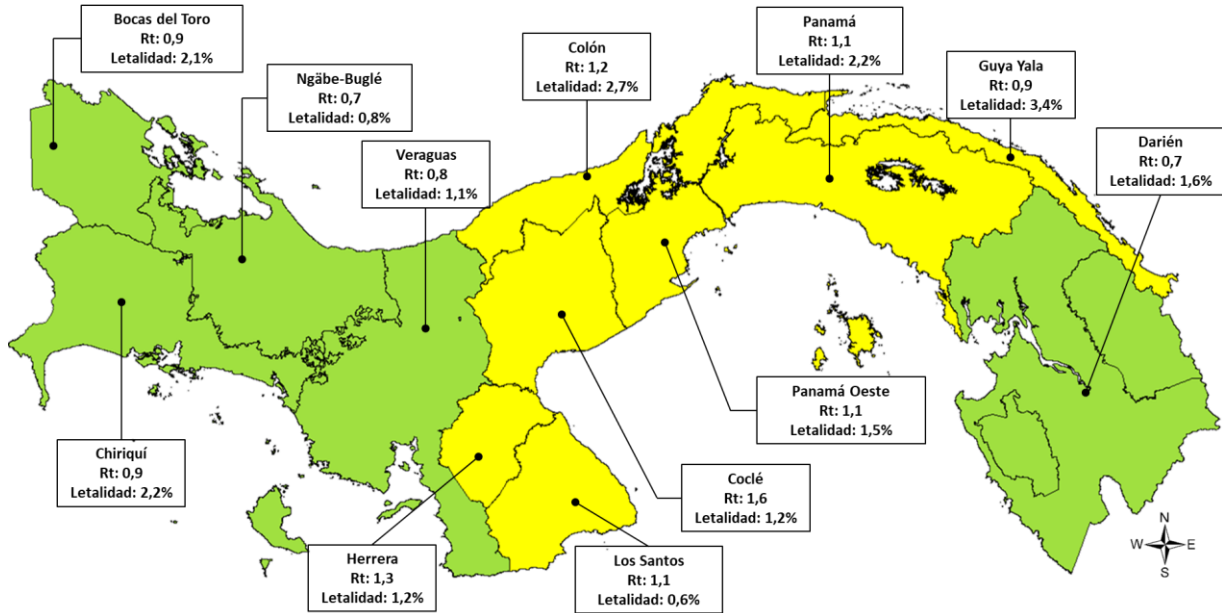 Bocas del Toro
Rt: 0,9
Letalidad: 2,1%
Ngäbe-Buglé
Rt: 0,7
Letalidad: 0,8%
Veraguas
Rt: 0,8
Letalidad: 1,1%
Colón
Rt: 1,2
Letalidad: 2,7%
Panamá
Rt: 1,1
Letalidad: 2,2%
Guya Yala
Rt: 0,9
Letalidad: 3,4%
Darién
Rt: 0,7
Letalidad: 1,6%
Chiriquí
Rt: 0,9
Letalidad: 2,2%
Herrera
Rt: 1,3
Letalidad: 1,2%
Los Santos
Rt: 1,1
Letalidad: 0,6%
Coclé
Rt: 1,6
Letalidad: 1,2%
Panamá Oeste
Rt: 1,1
Letalidad: 1,5%
N
W
E
S